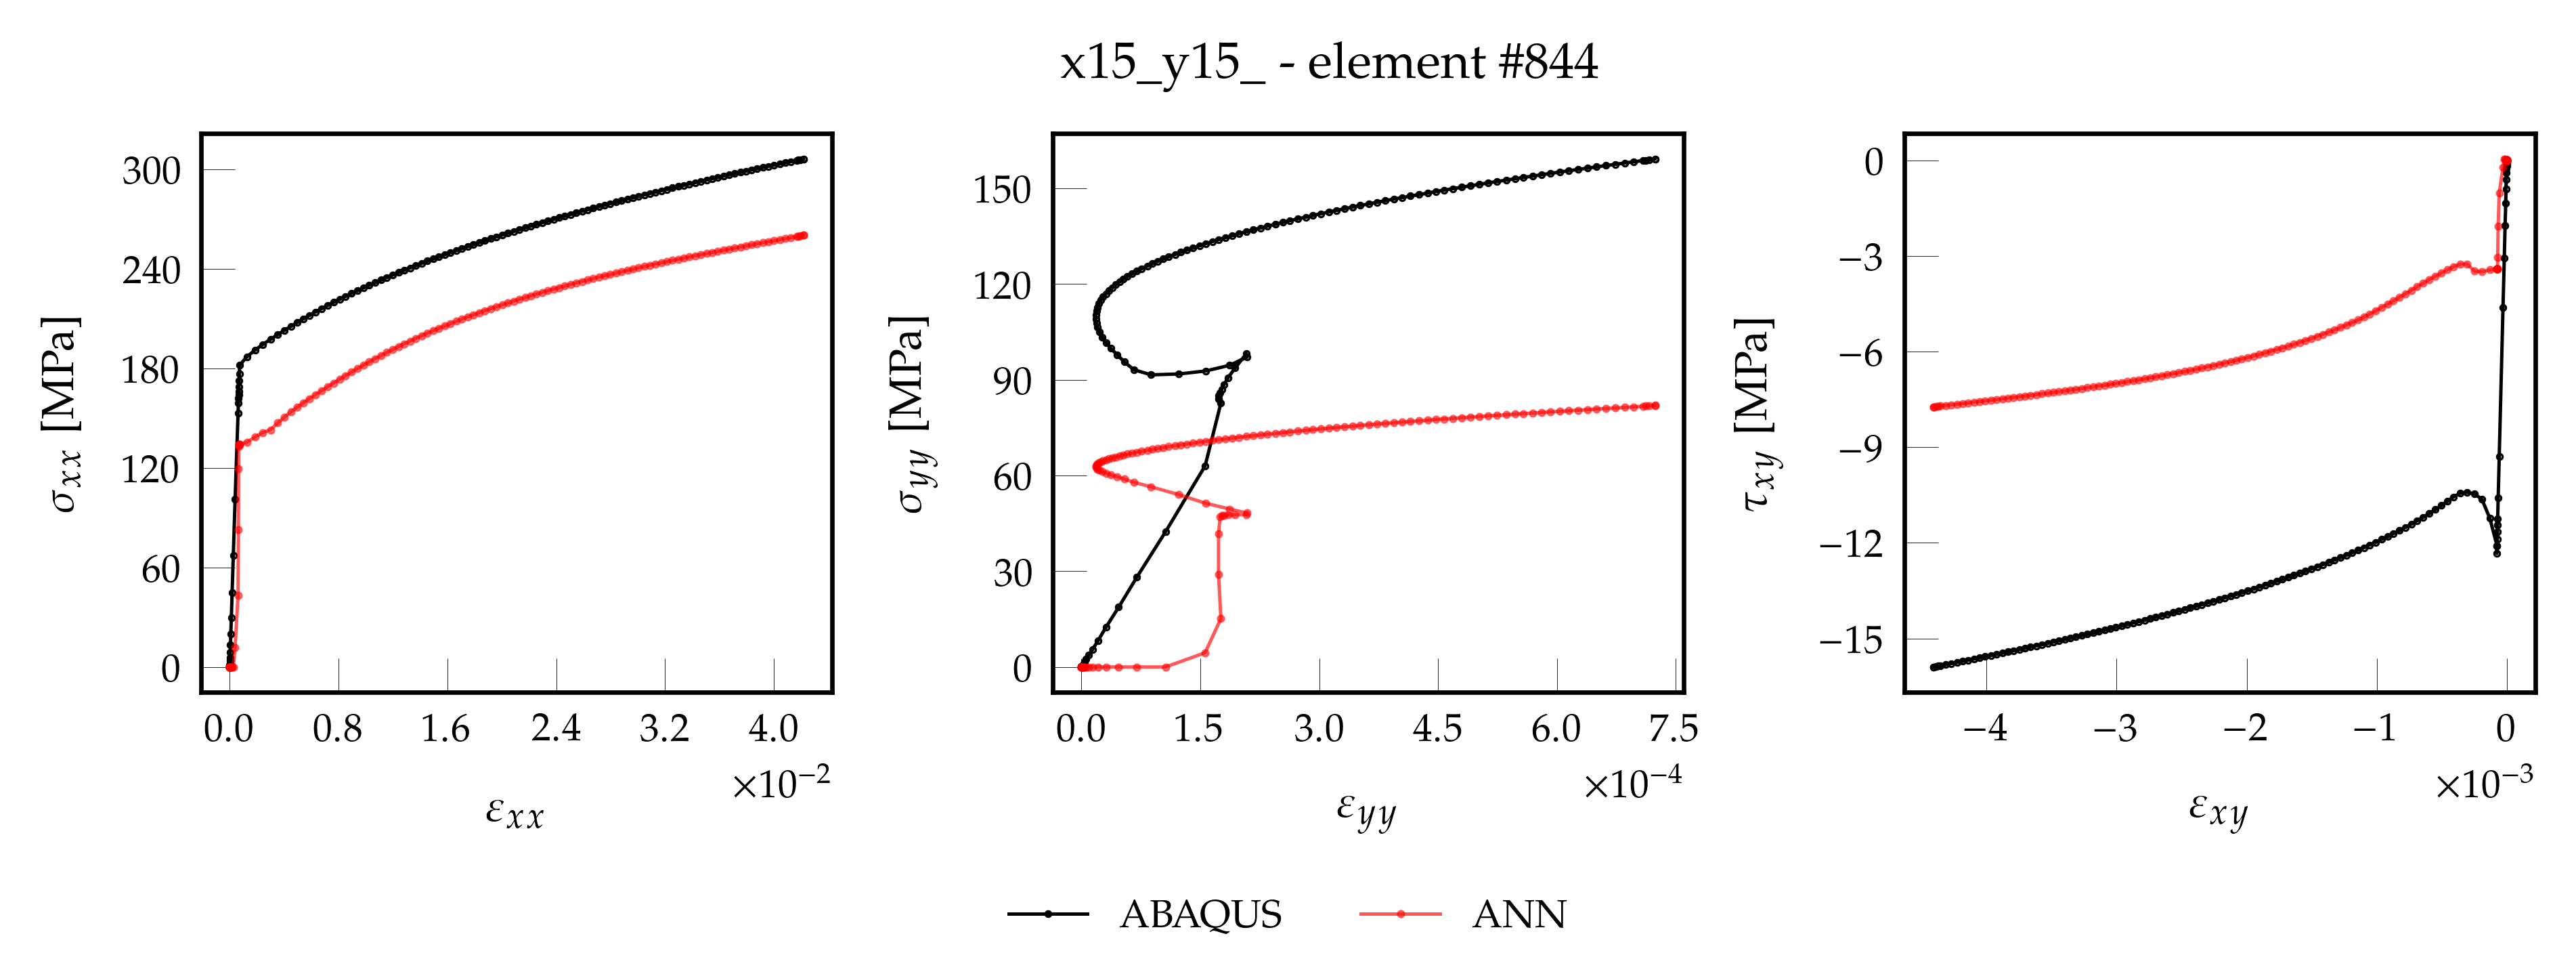 x15_y15_ - element #844
σxx [MPa]
300
240
180
120
60
0
0.0 0.8 1.6 2.4 3.2 4.0
×10⁻²
εxx
σyy [MPa]
150
120
90
60
30
0
0.0 1.5 3.0 4.5 6.0 7.5
×10⁻⁴
εyy
τxy [MPa]
0
−3
−6
−9
−12
−15
−4 −3 −2 −1 0
×10⁻³
εxy
ABAQUS ANN